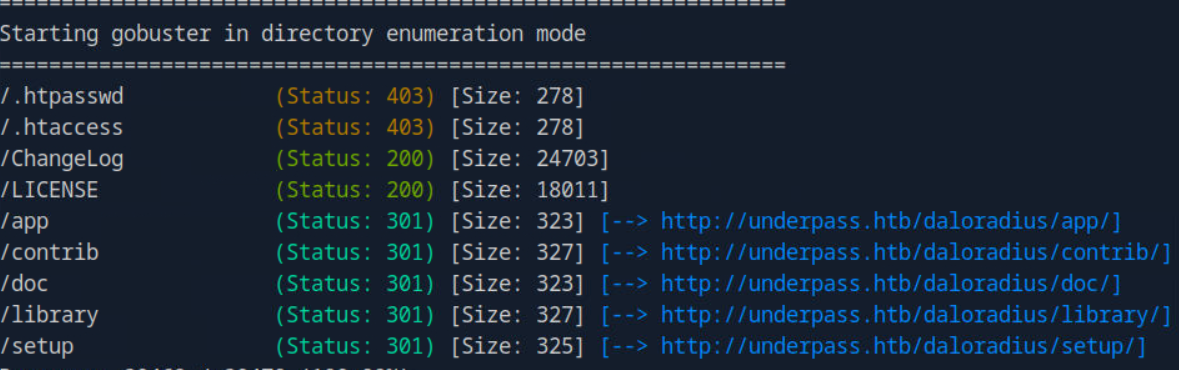 ===============================================================
Starting gobuster in directory enumeration mode
===============================================================
/.htpasswd            (Status: 403) [Size: 278]
/.htaccess            (Status: 403) [Size: 278]
/ChangeLog            (Status: 200) [Size: 24703]
/LICENSE              (Status: 200) [Size: 18011]
/app                  (Status: 301) [Size: 323] [--> http://underpass.htb/daloradius/app/]
/contrib              (Status: 301) [Size: 327] [--> http://underpass.htb/daloradius/contrib/]
/doc                  (Status: 301) [Size: 323] [--> http://underpass.htb/daloradius/doc/]
/library              (Status: 301) [Size: 327] [--> http://underpass.htb/daloradius/library/]
/setup                (Status: 301) [Size: 325] [--> http://underpass.htb/daloradius/setup/]